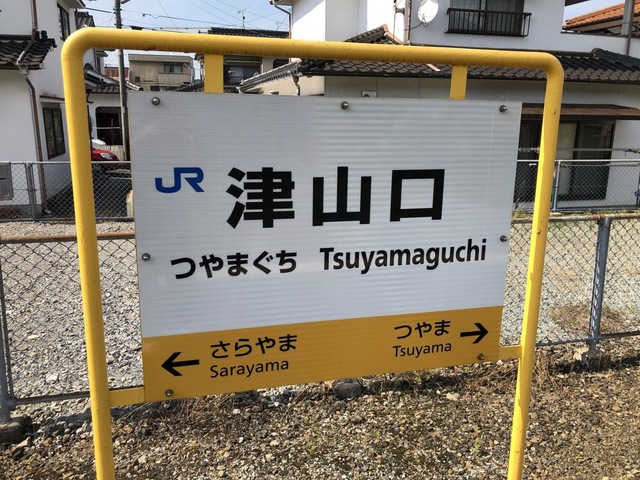 JR 津山口
つやまぐち Tsuyamaguchi
← さらやま つやま →
Sarayama Tsuyama